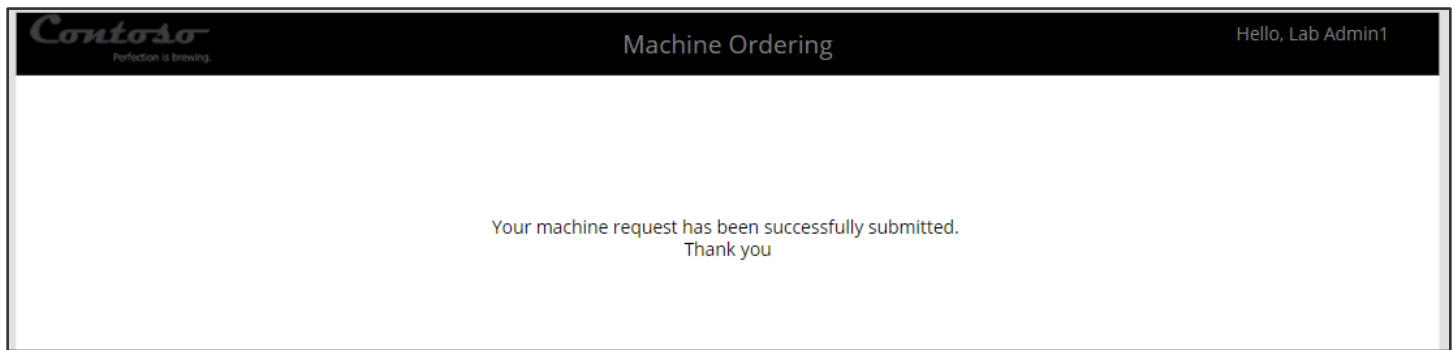 Contoso
Perfection is brewing.
Machine Ordering
Hello, Lab Admin1
Your machine request has been successfully submitted.
Thank you